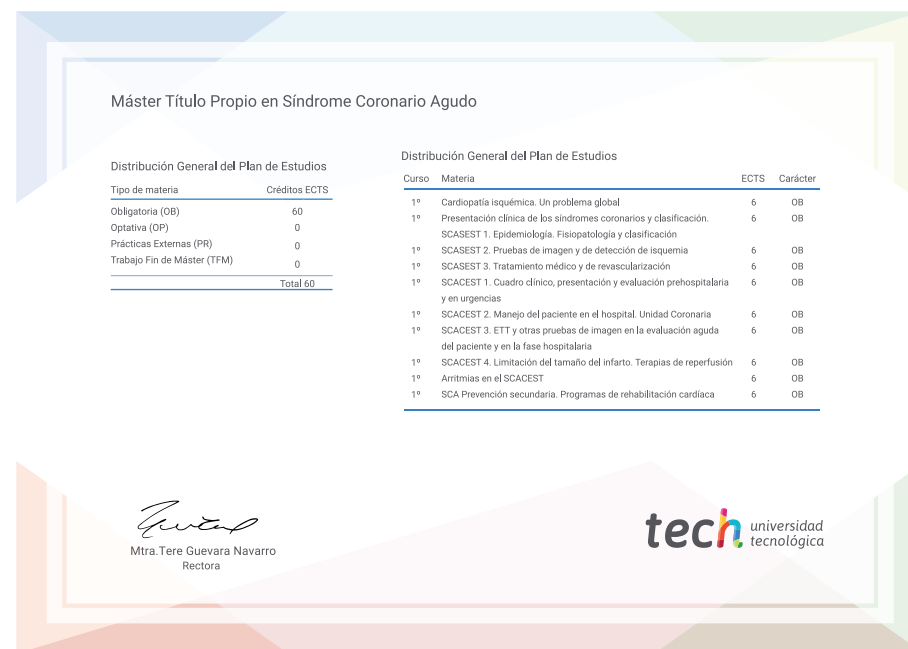 Máster Título Propio en Síndrome Coronario Agudo
Distribución General del Plan de Estudios
Tipo de materia Créditos ECTS
Obligatoria (OB) 60
Optativa (OP) 0
Prácticas Externas (PR) 0
Trabajo Fin de Máster (TFM) 0
Total 60
Distribución General del Plan de Estudios
Curso Materia ECTS Carácter
1º Cardiopatía isquémica. Un problema global 6 OB
1º Presentación clínica de los síndromes coronarios y clasificación. 6 OB
SCASEST 1. Epidemiología. Fisiopatología y clasificación
1º SCASEST 2. Pruebas de imagen y de detección de isquemia 6 OB
1º SCASEST 3. Tratamiento médico y de revascularización 6 OB
1º SCACEST 1. Cuadro clínico, presentación y evaluación prehospitalaria 6 OB
y en urgencias
1º SCACEST 2. Manejo del paciente en el hospital. Unidad Coronaria 6 OB
1º SCACEST 3. ETT y otras pruebas de imagen en la evaluación aguda 6 OB
del paciente y en la fase hospitalaria
1º SCACEST 4. Limitación del tamaño del infarto. Terapias de reperfusión 6 OB
1º Arritmias en el SCACEST 6 OB
1º SCA Prevención secundaria. Programas de rehabilitación cardíaca 6 OB
Mtra.Tere Guevara Navarro
Rectora
tech universidad
tecnológica